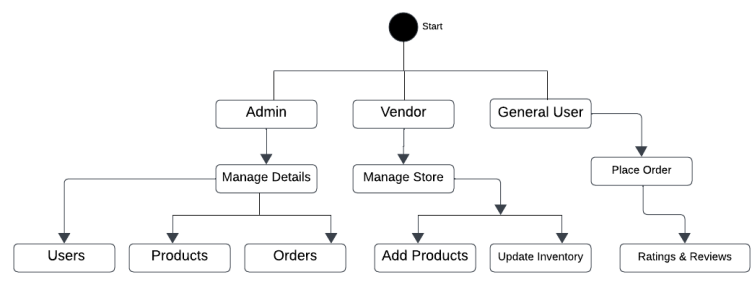 Start
Admin
Vendor
General User
Manage Details
Manage Store
Place Order
Users
Products
Orders
Add Products
Update Inventory
Ratings & Reviews